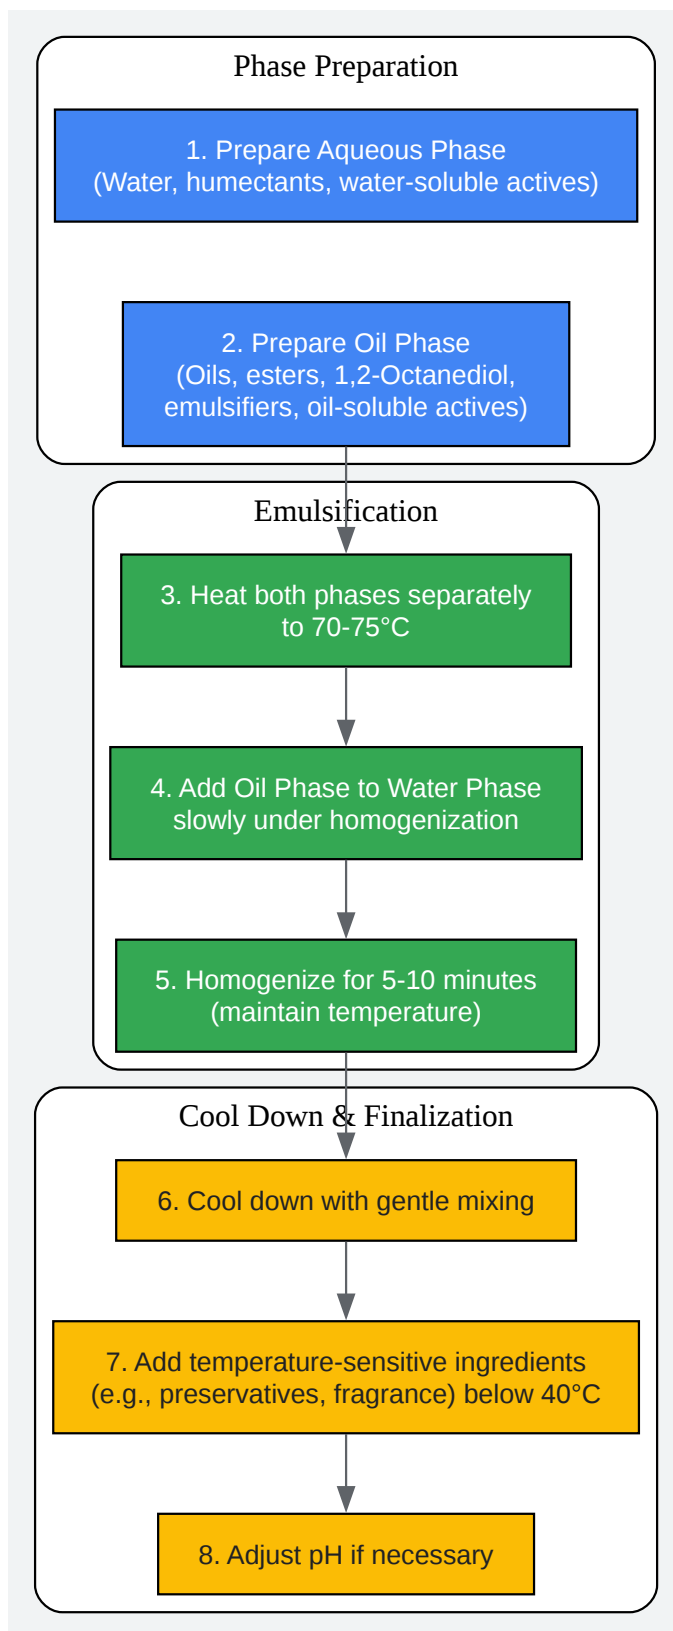 Phase Preparation
1. Prepare Aqueous Phase
(Water, humectants, water-soluble actives)
2. Prepare Oil Phase
(Oils, esters, 1,2-Octanediol,
emulsifiers, oil-soluble actives)
Emulsification
3. Heat both phases separately
to 70-75°C
4. Add Oil Phase to Water Phase
slowly under homogenization
5. Homogenize for 5-10 minutes
(maintain temperature)
Cool Down & Finalization
6. Cool down with gentle mixing
7. Add temperature-sensitive ingredients
(e.g., preservatives, fragrance) below 40°C
8. Adjust pH if necessary